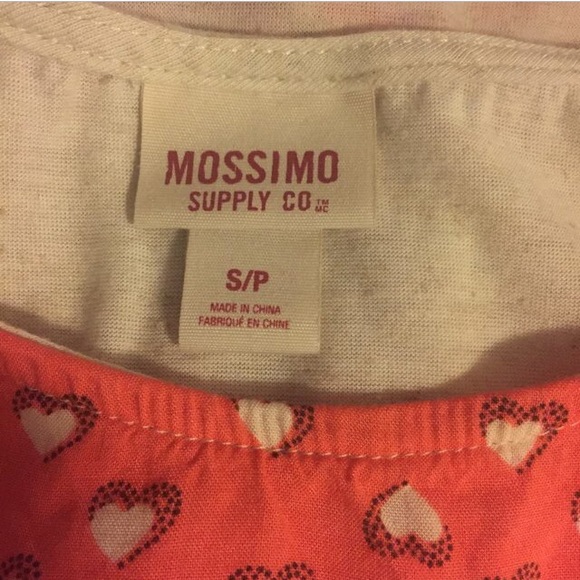 MOSSIMO
SUPPLY CO ™ MC
S/P
MADE IN CHINA
FABRIQUÉ EN CHINE